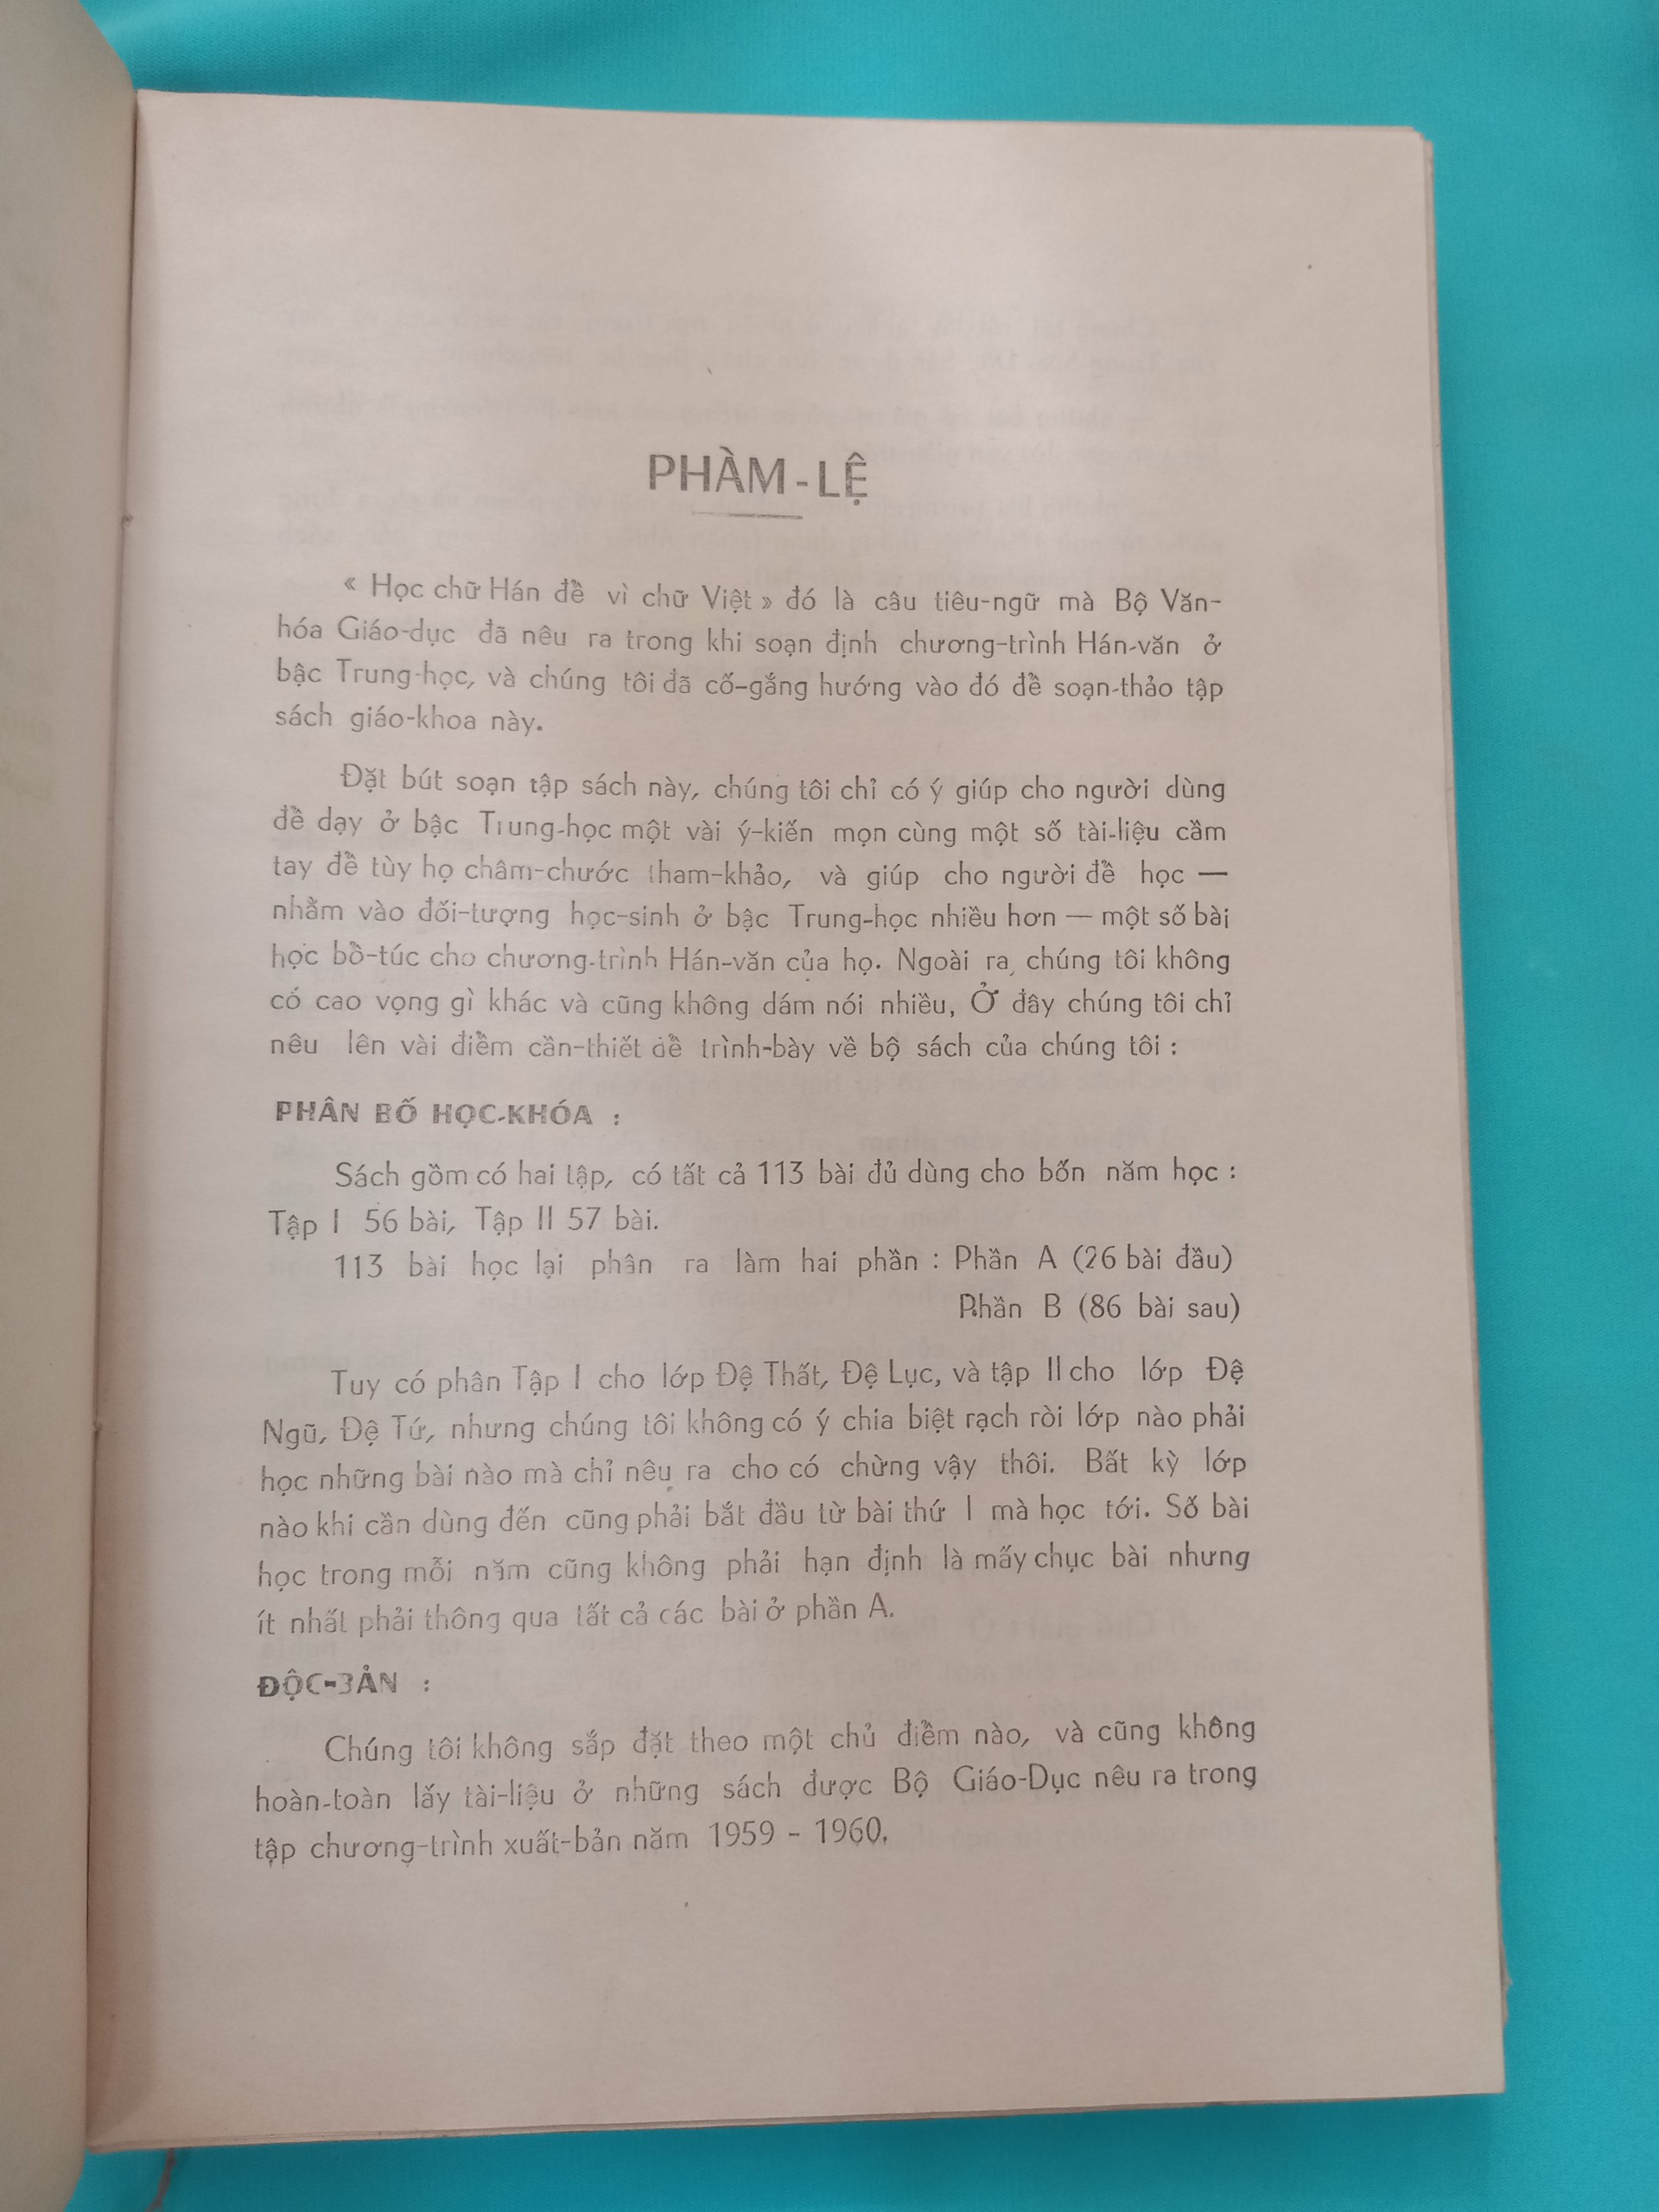 PHÀM-LỆ
« Học chữ Hán để vì chữ Việt » đó là câu tiêu-ngữ mà Bộ Văn-
hóa Giáo-dục đã nêu ra trong khi soạn định chương-trình Hán-văn ở
bậc Trung-học, và chúng tôi đã cố-gắng hướng vào đó để soạn-thảo tập
sách giáo-khoa này.
Đặt bút soạn tập sách này, chúng tôi chỉ có ý giúp cho người dùng
để dạy ở bậc Trung-học một vài ý-kiến mọn cùng một số tài-liệu cầm
tay để tùy họ châm-chước tham-khảo, và giúp cho người để học —
nhằm vào đối-tượng học-sinh ở bậc Trung-học nhiều hơn — một số bài
học bổ-túc cho chương-trình Hán-văn của họ. Ngoài ra, chúng tôi không
có cao vọng gì khác và cũng không dám nói nhiều, Ở đây chúng tôi chỉ
nêu lên vài điểm cần-thiết để trình-bày về bộ sách của chúng tôi :
PHÂN BỐ HỌC-KHÓA :
Sách gồm có hai tập, có tất cả 113 bài đủ dùng cho bốn năm học :
Tập I 56 bài, Tập II 57 bài.
113 bài học lại phân ra làm hai phần : Phần A (26 bài đầu)
Phần B (86 bài sau)
Tuy có phân Tập I cho lớp Đệ Thất, Đệ Lục, và tập II cho lớp Đệ
Ngũ, Đệ Tứ, nhưng chúng tôi không có ý chia biệt rạch ròi lớp nào phải
học những bài nào mà chỉ nêu ra cho có chừng vậy thôi. Bất kỳ lớp
nào khi cần dùng đến cũng phải bắt đầu từ bài thứ I mà học tới. Số bài
học trong mỗi năm cũng không phải hạn định là mấy chục bài nhưng
ít nhất phải thông qua tất cả các bài ở phần A.
ĐỘC-BẢN :
Chúng tôi không sắp đặt theo một chủ điểm nào, và cũng không
hoàn-toàn lấy tài-liệu ở những sách được Bộ Giáo-Dục nêu ra trong
tập chương-trình xuất-bản năm 1959 - 1960.